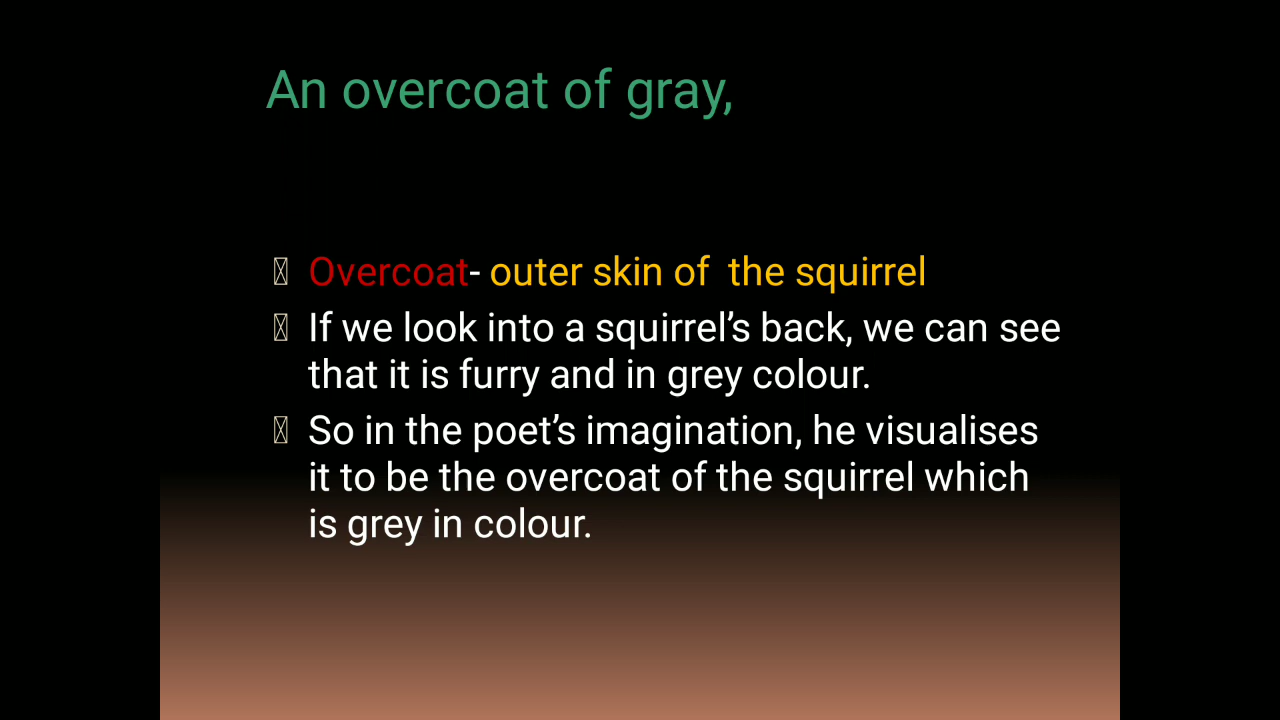 An overcoat of gray,
Overcoat- outer skin of the squirrel
If we look into a squirrel’s back, we can see
that it is furry and in grey colour.
So in the poet’s imagination, he visualises
it to be the overcoat of the squirrel which
is grey in colour.